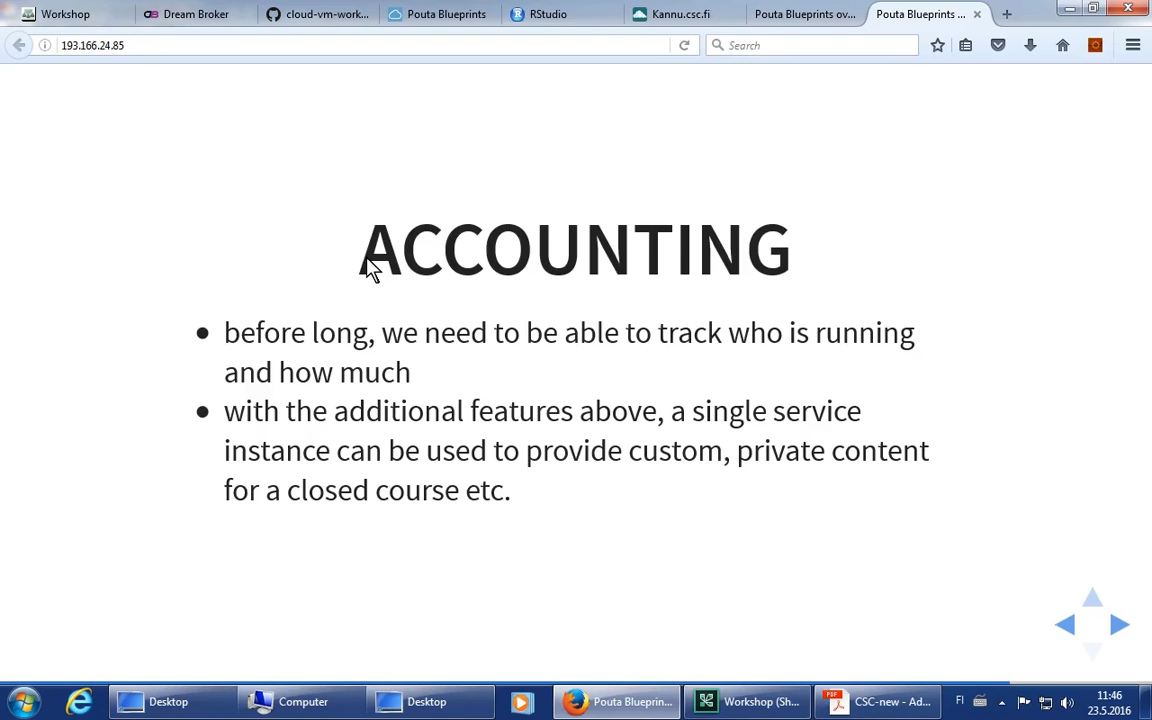 Workshop
Dream Broker
cloud-vm-work...
Pouta Blueprints
RStudio
Kannu.csc.fi
Pouta Blueprints ov...
Pouta Blueprints ...
193.166.24.85
Search
ACCOUNTING
before long, we need to be able to track who is running
and how much
with the additional features above, a single service
instance can be used to provide custom, private content
for a closed course etc.
Desktop
Computer
Desktop
Pouta Blueprin...
Workshop (Sh...
CSC-new - Ad...
FI
11:46
23.5.2016